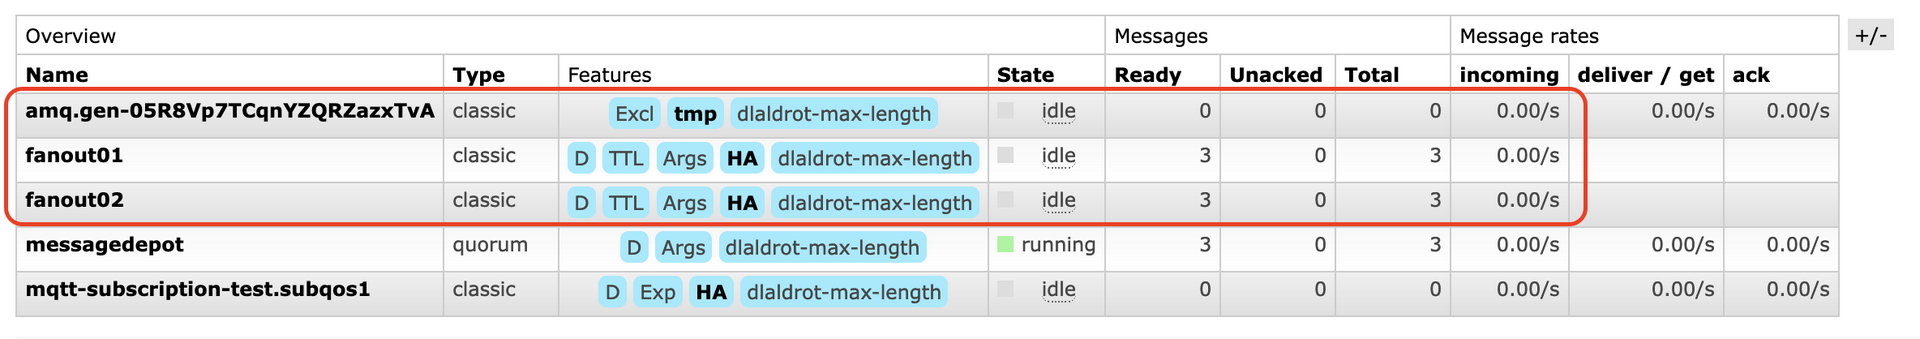 Overview Messages Message rates +/-
Name Type Features State Ready Unacked Total incoming deliver / get ack
amq.gen-05R8Vp7TCqnYZQRZazxTvA classic Excl tmp dlaldrot-max-length idle 0 0 0 0.00/s 0.00/s 0.00/s
fanout01 classic D TTL Args HA dlaldrot-max-length idle 3 0 3 0.00/s
fanout02 classic D TTL Args HA dlaldrot-max-length idle 3 0 3 0.00/s
messagedepot quorum D Args dlaldrot-max-length running 3 0 3 0.00/s 0.00/s 0.00/s
mqtt-subscription-test.subqos1 classic D Exp HA dlaldrot-max-length idle 0 0 0 0.00/s 0.00/s 0.00/s